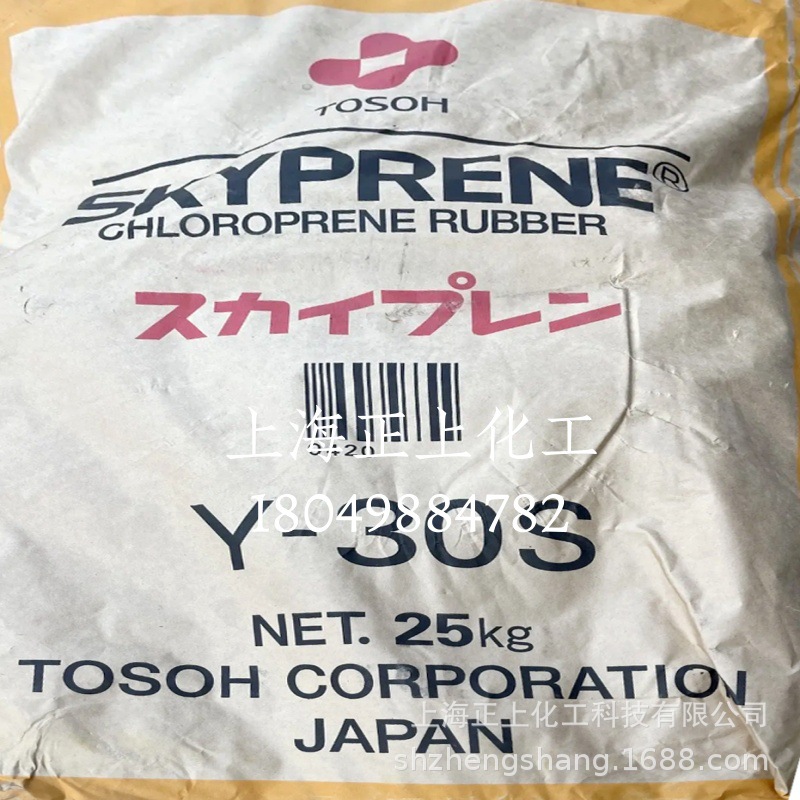 TOSOH
SKYPRENE®
CHLOROPRENE RUBBER
スカイプレン
上海正上化工
0420
18049884782
Y-30S
NET. 25kg
TOSOH CORPORATION
上海正上化工科技有限公司
JAPAN
shzhengshang.1688.com